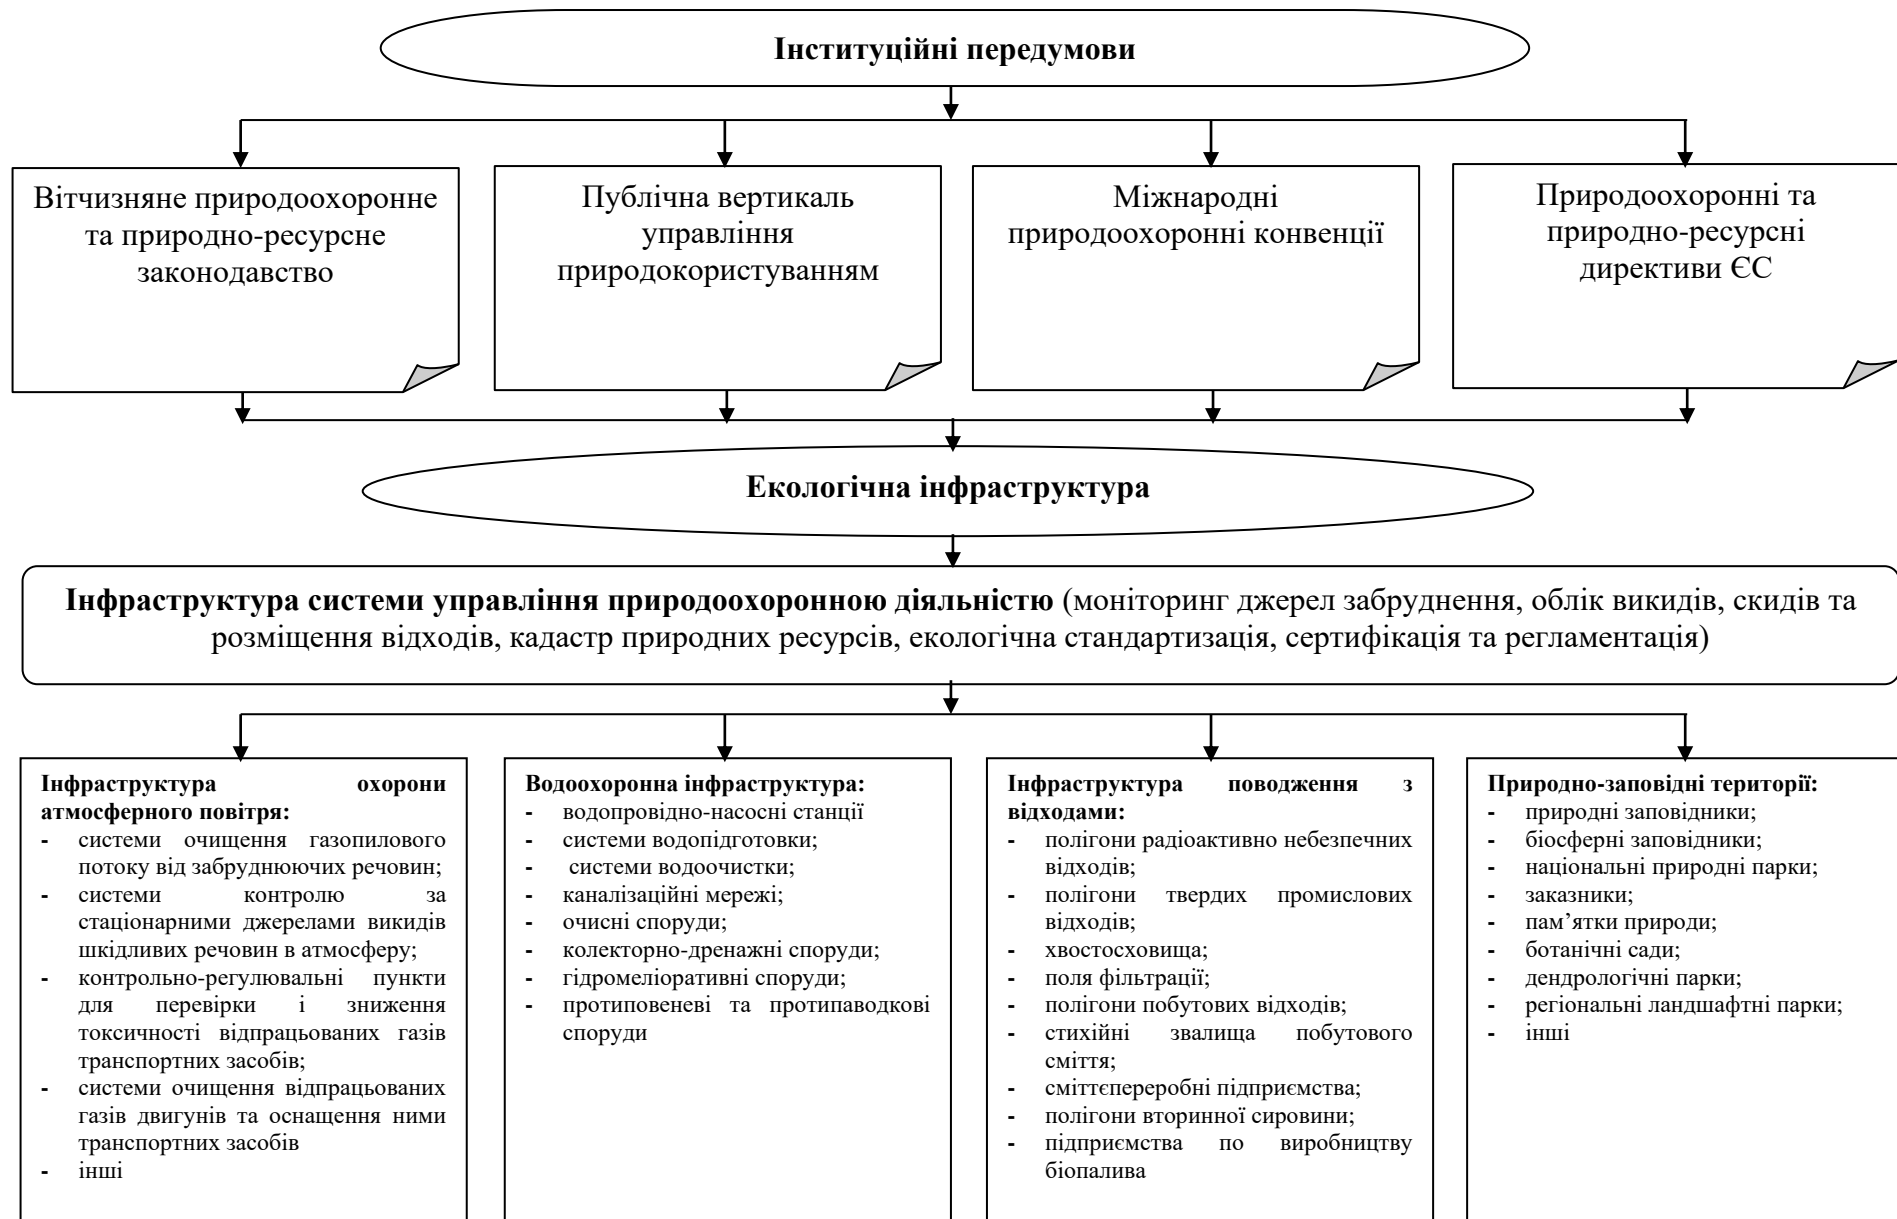 Інституційні передумови
Вітчизняне природоохоронне
та природно-ресурсне
законодавство
Публічна вертикаль
управління
природокористуванням
Міжнародні
природоохоронні конвенції
Природоохоронні та
природно-ресурсні
директиви ЄС
Екологічна інфраструктура
Інфраструктура системи управління природоохоронною діяльністю (моніторинг джерел забруднення, облік викидів, скидів та
розміщення відходів, кадастр природних ресурсів, екологічна стандартизація, сертифікація та регламентація)
Інфраструктура охорони
атмосферного повітря:
- системи очищення газопилового
потоку від забруднюючих речовин;
- системи контролю за
стаціонарними джерелами викидів
шкідливих речовин в атмосферу;
- контрольно-регулювальні пункти
для перевірки і зниження
токсичності відпрацьованих газів
транспортних засобів;
- системи очищення відпрацьованих
газів двигунів та оснащення ними
транспортних засобів
- інші
Водоохоронна інфраструктура:
- водопровідно-насосні станції
- системи водопідготовки;
- системи водоочистки;
- каналізаційні мережі;
- очисні споруди;
- колекторно-дренажні споруди;
- гідромеліоративні споруди;
- протиповеневі та протипаводкові
споруди
Інфраструктура поводження з
відходами:
- полігони радіоактивно небезпечних
відходів;
- полігони твердих промислових
відходів;
- хвостосховища;
- поля фільтрації;
- полігони побутових відходів;
- стихійні звалища побутового
сміття;
- сміттєпереробні підприємства;
- полігони вторинної сировини;
- підприємства по виробництву
біопалива
Природно-заповідні території:
- природні заповідники;
- біосферні заповідники;
- національні природні парки;
- заказники;
- пам’ятки природи;
- ботанічні сади;
- дендрологічні парки;
- регіональні ландшафтні парки;
- інші